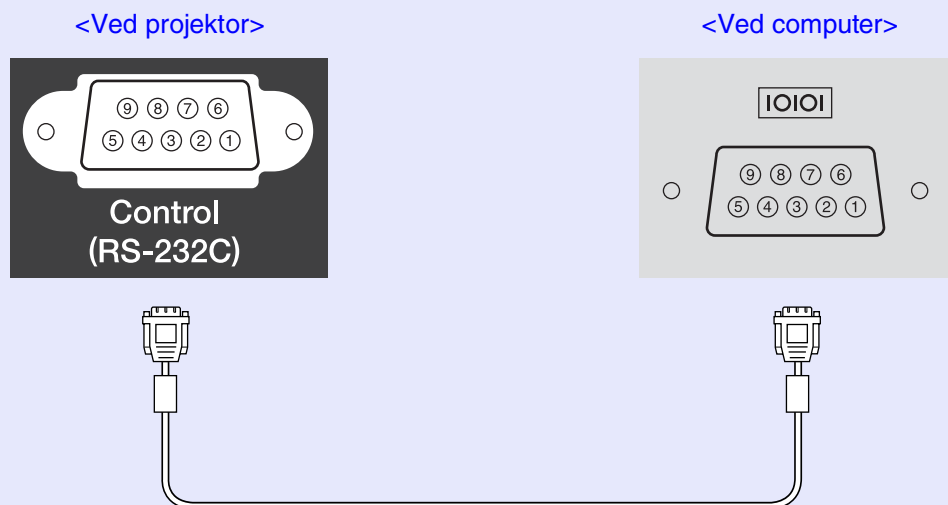 <Ved projektor>
<Ved computer>
⑨ ⑧ ⑦ ⑥
⑤ ④ ③ ② ①
Control
(RS-232C)
IOIOI
⑨ ⑧ ⑦ ⑥
⑤ ④ ③ ② ①